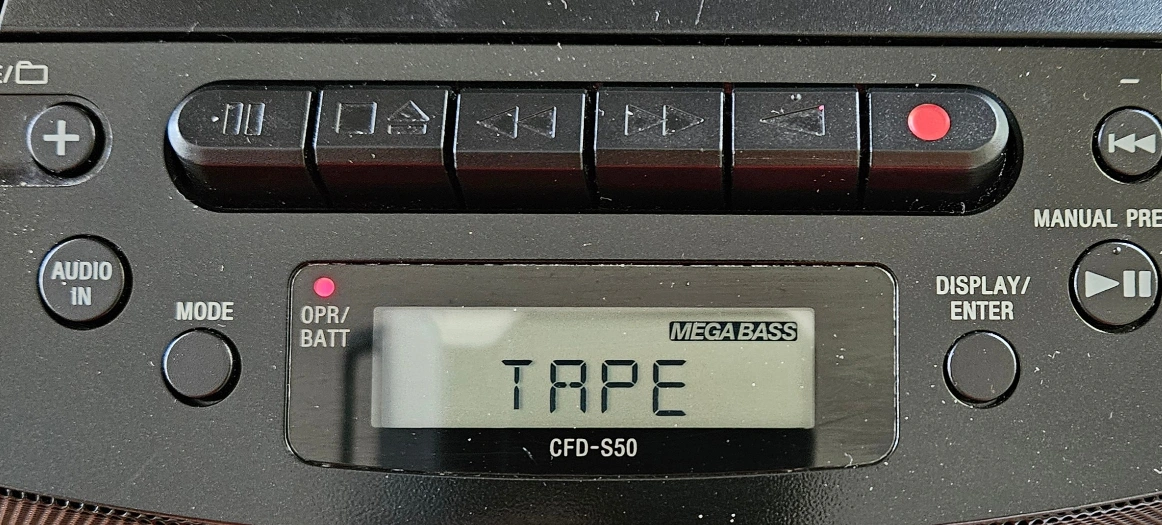 E/
AUDIO
IN
MODE
OPR/
BATT
MEGA BASS
TAPE
CFD-S50
DISPLAY/
ENTER
MANUAL PRE